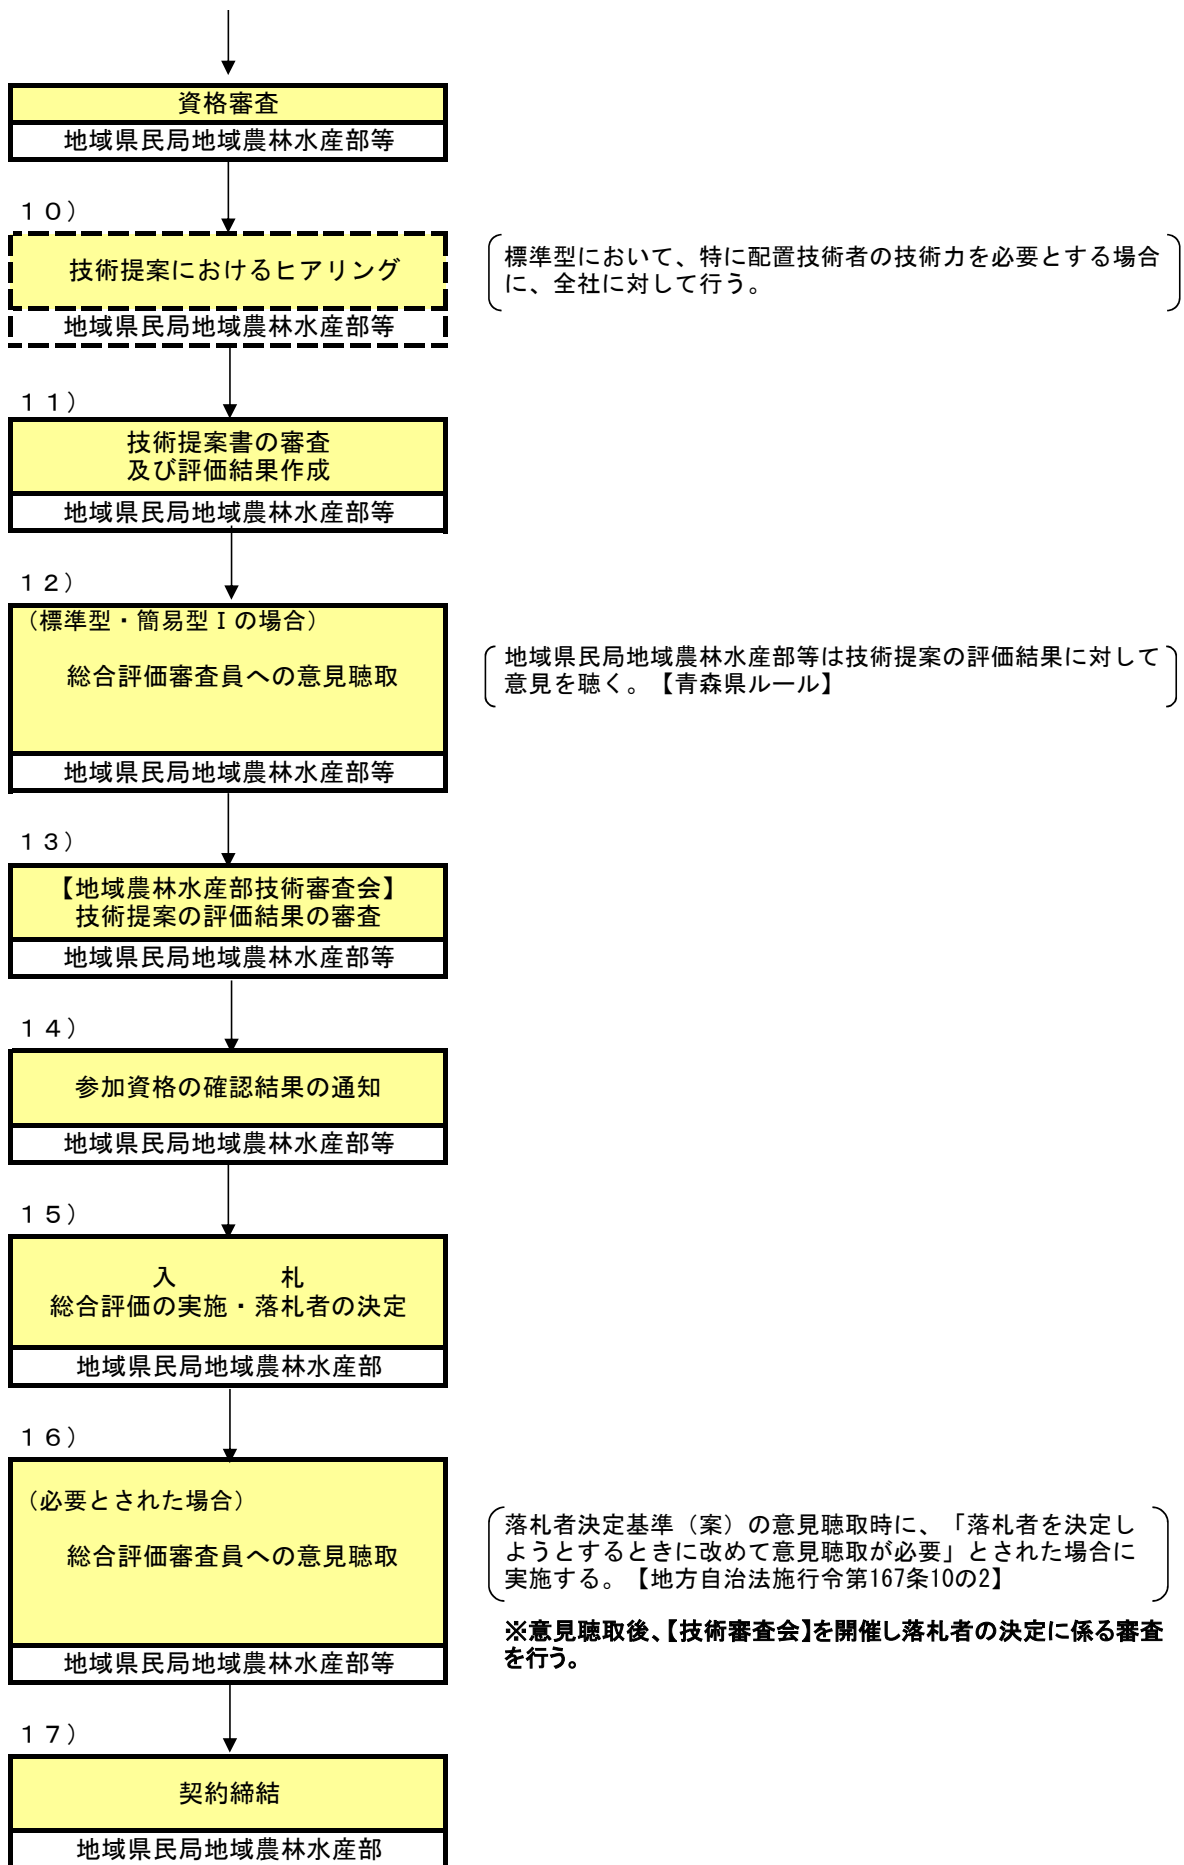 資格審査
地域県民局地域農林水産部等
１０）
技術提案におけるヒアリング
地域県民局地域農林水産部等
標準型において、特に配置技術者の技術力を必要とする場合
に、全社に対して行う。
１１）
技術提案書の審査
及び評価結果作成
地域県民局地域農林水産部等
１２）
（標準型・簡易型Ⅰの場合）
総合評価審査員への意見聴取
地域県民局地域農林水産部等
地域県民局地域農林水産部等は技術提案の評価結果に対して
意見を聴く。【青森県ルール】
１３）
【地域農林水産部技術審査会】
技術提案の評価結果の審査
地域県民局地域農林水産部等
１４）
参加資格の確認結果の通知
地域県民局地域農林水産部等
１５）
入　　　　札
総合評価の実施・落札者の決定
地域県民局地域農林水産部
１６）
（必要とされた場合）
総合評価審査員への意見聴取
地域県民局地域農林水産部等
落札者決定基準（案）の意見聴取時に、「落札者を決定し
ようとするときに改めて意見聴取が必要」とされた場合に
実施する。【地方自治法施行令第167条10の2】
※意見聴取後、【技術審査会】を開催し落札者の決定に係る審査
を行う。
１７）
契約締結
地域県民局地域農林水産部